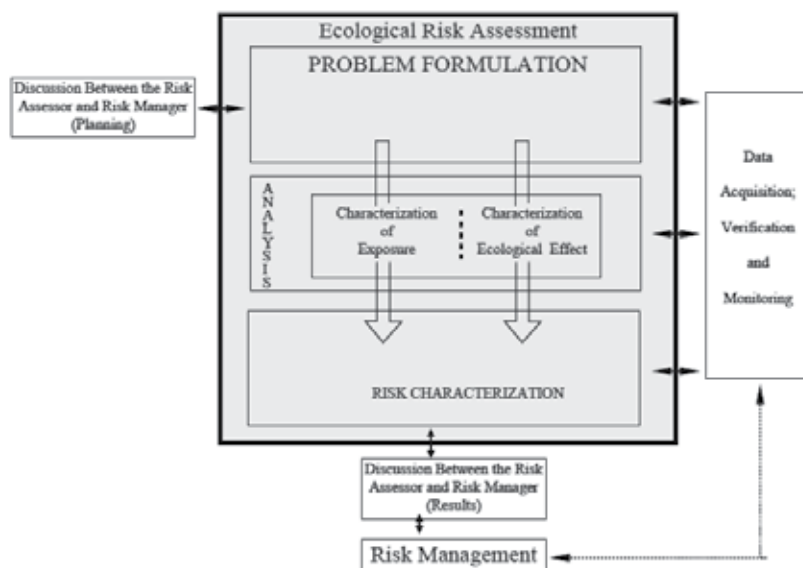 Ecological Risk Assessment
PROBLEM FORMULATION
Discussion Between the Risk
Assessor and Risk Manager
(Planning)
ANALYSIS
Characterization
of
Exposure
Characterization
of
Ecological Effect
Data
Acquisition;
Verification
and
Monitoring
RISK CHARACTERIZATION
Discussion Between the Risk
Assessor and Risk Manager
(Results)
Risk Management